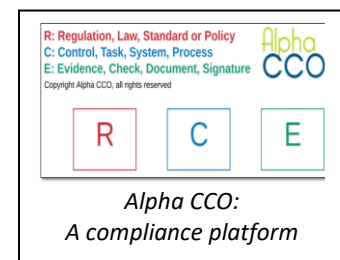 R: Regulation, Law, Standard or Policy
C: Control, Task, System, Process
E: Evidence, Check, Document, Signature
Copyright Alpha CCO, all rights reserved
Alpha
CCO
R C E
Alpha CCO:
A compliance platform